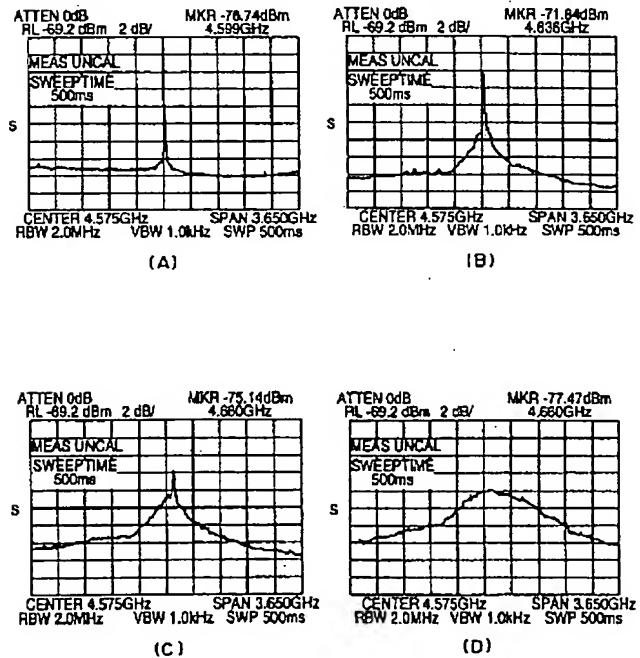 ATTEN 0dB MKR -76.74dBm
RL -69.2 dBm 2 dB/ 4.599GHz
MEAS UNCAL
SWEEPTIME
500ms
S
CENTER 4.575GHz SPAN 3.650GHz
RBW 2.0MHz VBW 1.0kHz SWP 500ms
(A)
ATTEN 0dB MKR -71.84dBm
RL -69.2 dBm 2 dB/ 4.636GHz
MEAS UNCAL
SWEEPTIME
500ms
S
CENTER 4.575GHz SPAN 3.650GHz
RBW 2.0MHz VBW 1.0kHz SWP 500ms
(B)
ATTEN 0dB MKR -75.14dBm
RL -69.2 dBm 2 dB/ 4.660GHz
MEAS UNCAL
SWEEPTIME
500ms
S
CENTER 4.575GHz SPAN 3.650GHz
RBW 2.0MHz VBW 1.0kHz SWP 500ms
(C)
ATTEN 0dB MKR -77.47dBm
RL -69.2 dBm 2 dB/ 4.660GHz
MEAS UNCAL
SWEEPTIME
500ms
S
CENTER 4.575GHz SPAN 3.650GHz
RBW 2.0MHz VBW 1.0kHz SWP 500ms
(D)